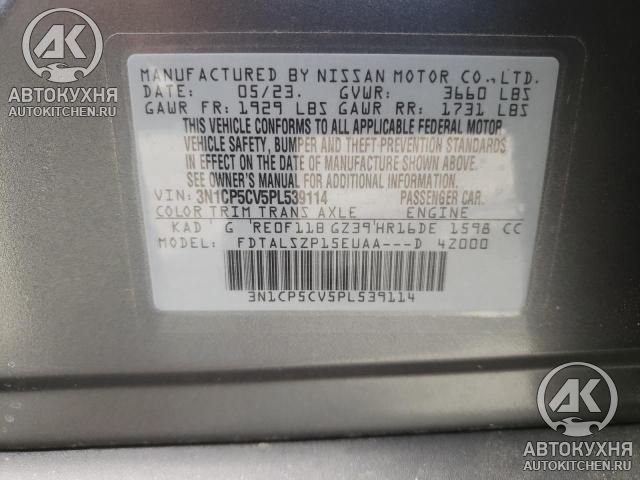 MANUFACTURED BY NISSAN MOTOR CO., LTD.
DATE: 05/23. GVWR: 3660 LBS
GAWR FR: 1929 LBS GAWR RR: 1731 LBS
THIS VEHICLE CONFORMS TO ALL APPLICABLE FEDERAL MOTOR
VEHICLE SAFETY, BUMPER AND THEFT PREVENTION STANDARDS
IN EFFECT ON THE DATE OF MANUFACTURE SHOWN ABOVE.
SEE OWNER'S MANUAL FOR ADDITIONAL INFORMATION.
VIN: 3N1CP5CV5PL539114 PASSENGER CAR.
COLOR TRIM TRANS AXLE ENGINE
KAD G RE0F11B GZ39 HR16DE 1598 CC
MODEL: FDTALSZP15EUAA---D 4Z000
3N1CP5CV5PL539114
АК
АВТОКУХНЯ
AUTOKITCHEN.RU
АК
АВТОКУХНЯ
AUTOKITCHEN.RU